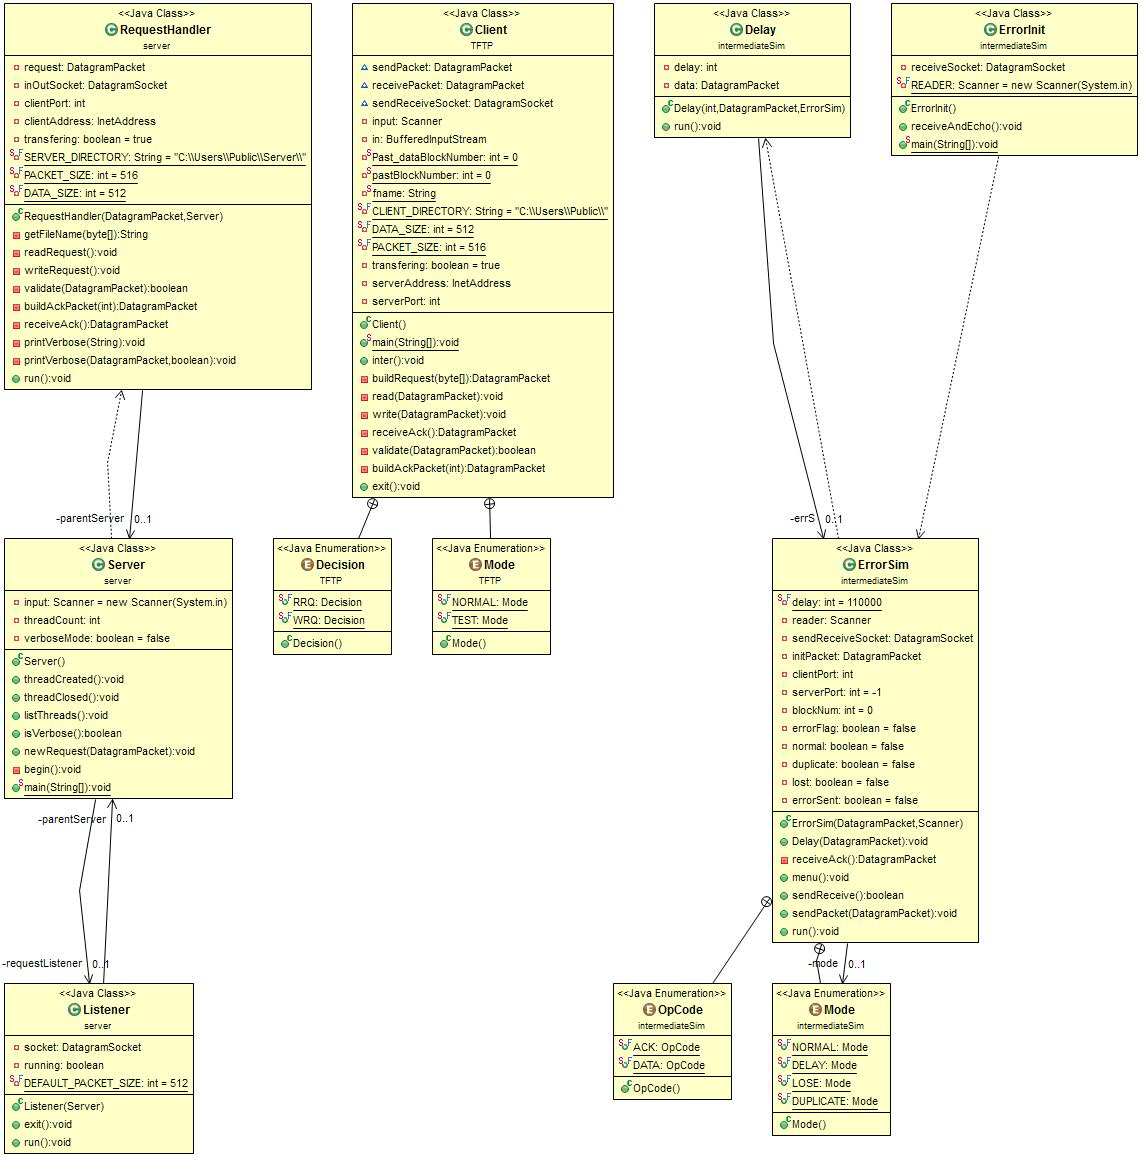 <<Java Class>>
RequestHandler
server
request: DatagramPacket
inOutSocket: DatagramSocket
clientPort: int
clientAddress: InetAddress
transfering: boolean = true
SERVER_DIRECTORY: String = "C:\\Users\\Public\\Server\\"
PACKET_SIZE: int = 516
DATA_SIZE: int = 512
RequestHandler(DatagramPacket,Server)
getFileName(byte[]):String
readRequest():void
writeRequest():void
validate(DatagramPacket):boolean
buildAckPacket(int):DatagramPacket
receiveAck():DatagramPacket
printVerbose(String):void
printVerbose(DatagramPacket,boolean):void
run():void
<<Java Class>>
Client
TFTP
sendPacket: DatagramPacket
receivePacket: DatagramPacket
sendReceiveSocket: DatagramSocket
input: Scanner
in: BufferedInputStream
Past_dataBlockNumber: int = 0
pastBlockNumber: int = 0
fname: String
CLIENT_DIRECTORY: String = "C:\\Users\\Public\\"
DATA_SIZE: int = 512
PACKET_SIZE: int = 516
transfering: boolean = true
serverAddress: InetAddress
serverPort: int
Client()
main(String[]):void
inter():void
buildRequest(byte[]):DatagramPacket
read(DatagramPacket):void
write(DatagramPacket):void
receiveAck():DatagramPacket
validate(DatagramPacket):boolean
buildAckPacket(int):DatagramPacket
exit():void
<<Java Class>>
Delay
intermediateSim
delay: int
data: DatagramPacket
Delay(int,DatagramPacket,ErrorSim)
run():void
<<Java Class>>
ErrorInit
intermediateSim
receiveSocket: DatagramSocket
READER: Scanner = new Scanner(System.in)
ErrorInit()
receiveAndEcho():void
main(String[]):void
-parentServer 0..1
-errS 0..1
<<Java Class>>
Server
server
input: Scanner = new Scanner(System.in)
threadCount: int
verboseMode: boolean = false
Server()
threadCreated():void
threadClosed():void
listThreads():void
isVerbose():boolean
newRequest(DatagramPacket):void
begin():void
main(String[]):void
<<Java Enumeration>>
Decision
TFTP
RRQ: Decision
WRQ: Decision
Decision()
<<Java Enumeration>>
Mode
TFTP
NORMAL: Mode
TEST: Mode
Mode()
<<Java Class>>
ErrorSim
intermediateSim
delay: int = 110000
reader: Scanner
sendReceiveSocket: DatagramSocket
initPacket: DatagramPacket
clientPort: int
serverPort: int = -1
blockNum: int = 0
errorFlag: boolean = false
normal: boolean = false
duplicate: boolean = false
lost: boolean = false
errorSent: boolean = false
ErrorSim(DatagramPacket,Scanner)
Delay(DatagramPacket):void
receiveAck():DatagramPacket
menu():void
sendReceive():boolean
sendPacket(DatagramPacket):void
run():void
-parentServer 0..1
-requestListener 0..1
-mode 0..1
<<Java Class>>
Listener
server
socket: DatagramSocket
running: boolean
DEFAULT_PACKET_SIZE: int = 512
Listener(Server)
exit():void
run():void
<<Java Enumeration>>
OpCode
intermediateSim
ACK: OpCode
DATA: OpCode
OpCode()
<<Java Enumeration>>
Mode
intermediateSim
NORMAL: Mode
DELAY: Mode
LOSE: Mode
DUPLICATE: Mode
Mode()